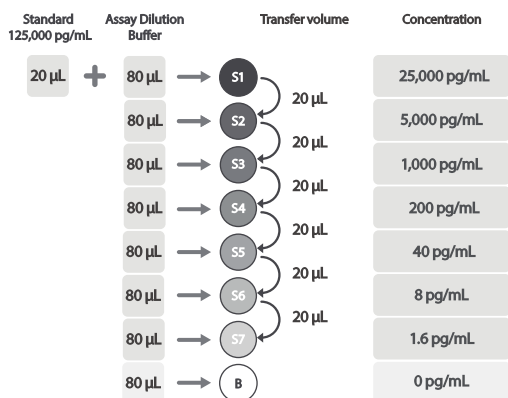 Standard Assay Dilution Transfer volume Concentration
125,000 pg/mL Buffer
20 µL + 80 µL S1 25,000 pg/mL
20 µL
80 µL S2 5,000 pg/mL
20 µL
80 µL S3 1,000 pg/mL
20 µL
80 µL S4 200 pg/mL
20 µL
80 µL S5 40 pg/mL
20 µL
80 µL S6 8 pg/mL
20 µL
80 µL S7 1.6 pg/mL
80 µL B 0 pg/mL